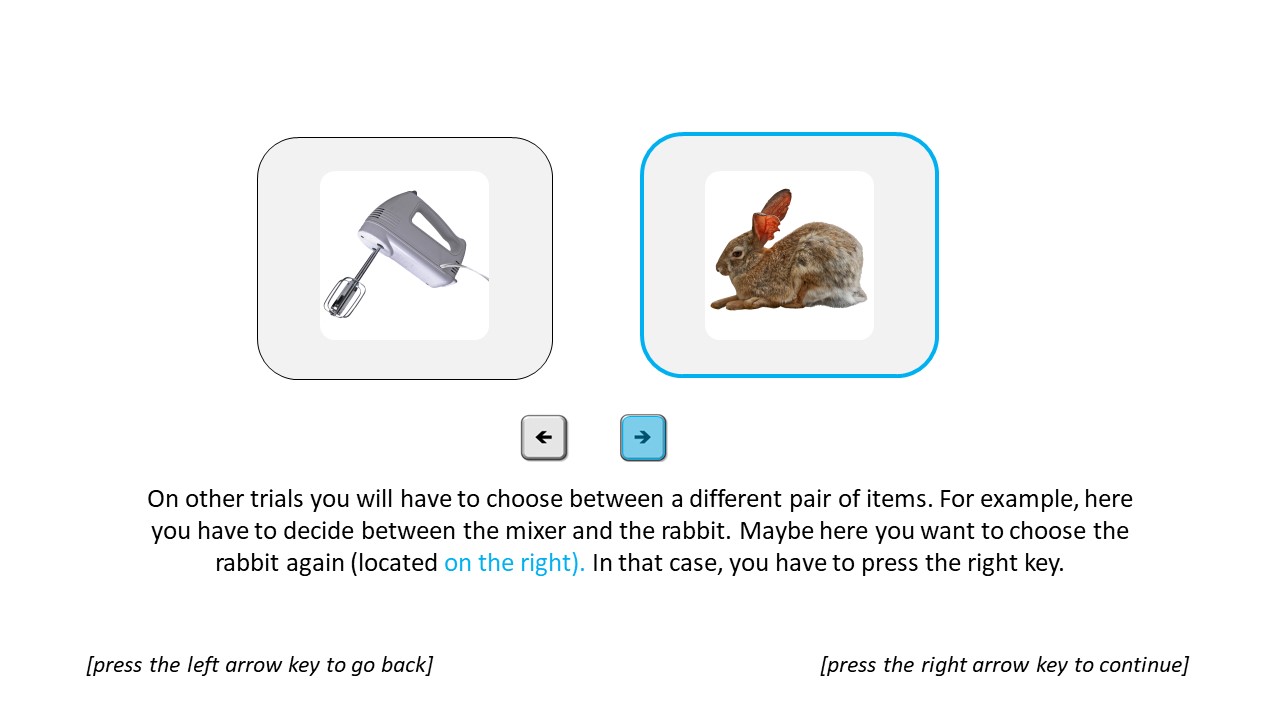 On other trials you will have to choose between a different pair of items. For example, here
you have to decide between the mixer and the rabbit. Maybe here you want to choose the
rabbit again (located on the right). In that case, you have to press the right key.
[press the left arrow key to go back]
[press the right arrow key to continue]